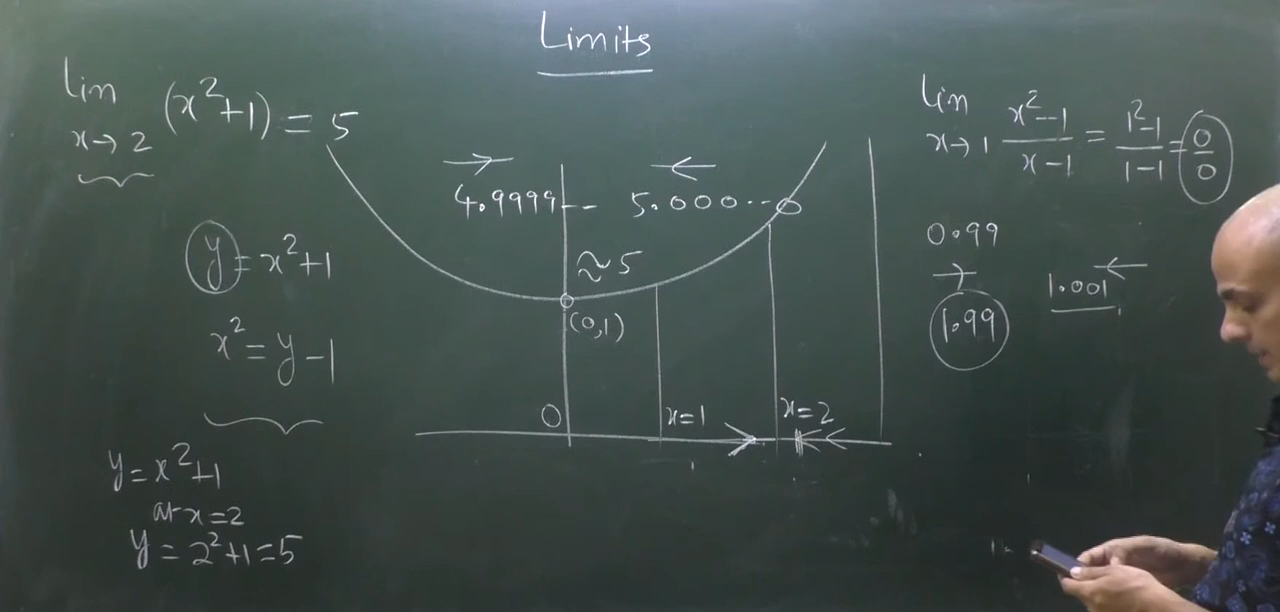 Limits
lim x→2 (x²+1) = 5
y = x²+1
x² = y-1
y = x²+1
at x=2
y = 2²+1=5
4.9999 5.000..
≈5
(0,1)
0 x=1 x=2
lim x→1 x²-1/x-1 = 1²-1/1-1 = 0/0
0.99
1.001
1.99